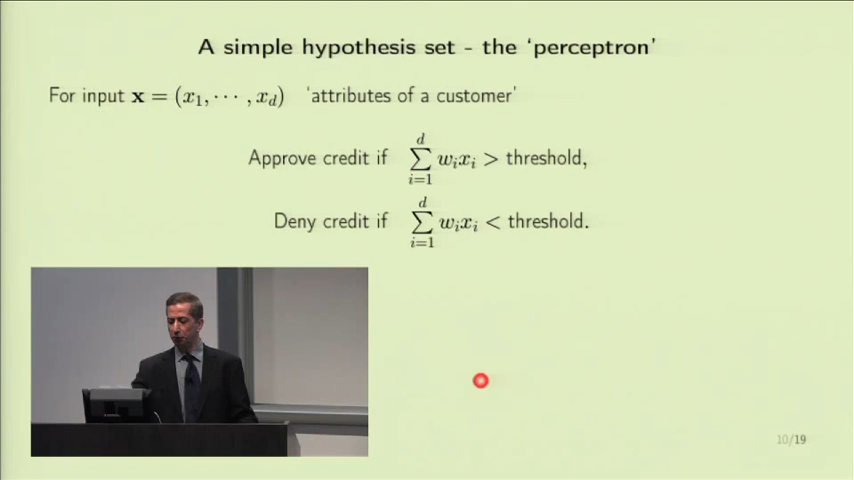 A simple hypothesis set - the ‘perceptron’
For input x = (x₁, ⋯ , x_d) ‘attributes of a customer’
Approve credit if ∑_{i=1}^{d} wᵢxᵢ > threshold,
Deny credit if ∑_{i=1}^{d} wᵢxᵢ < threshold.
10/19